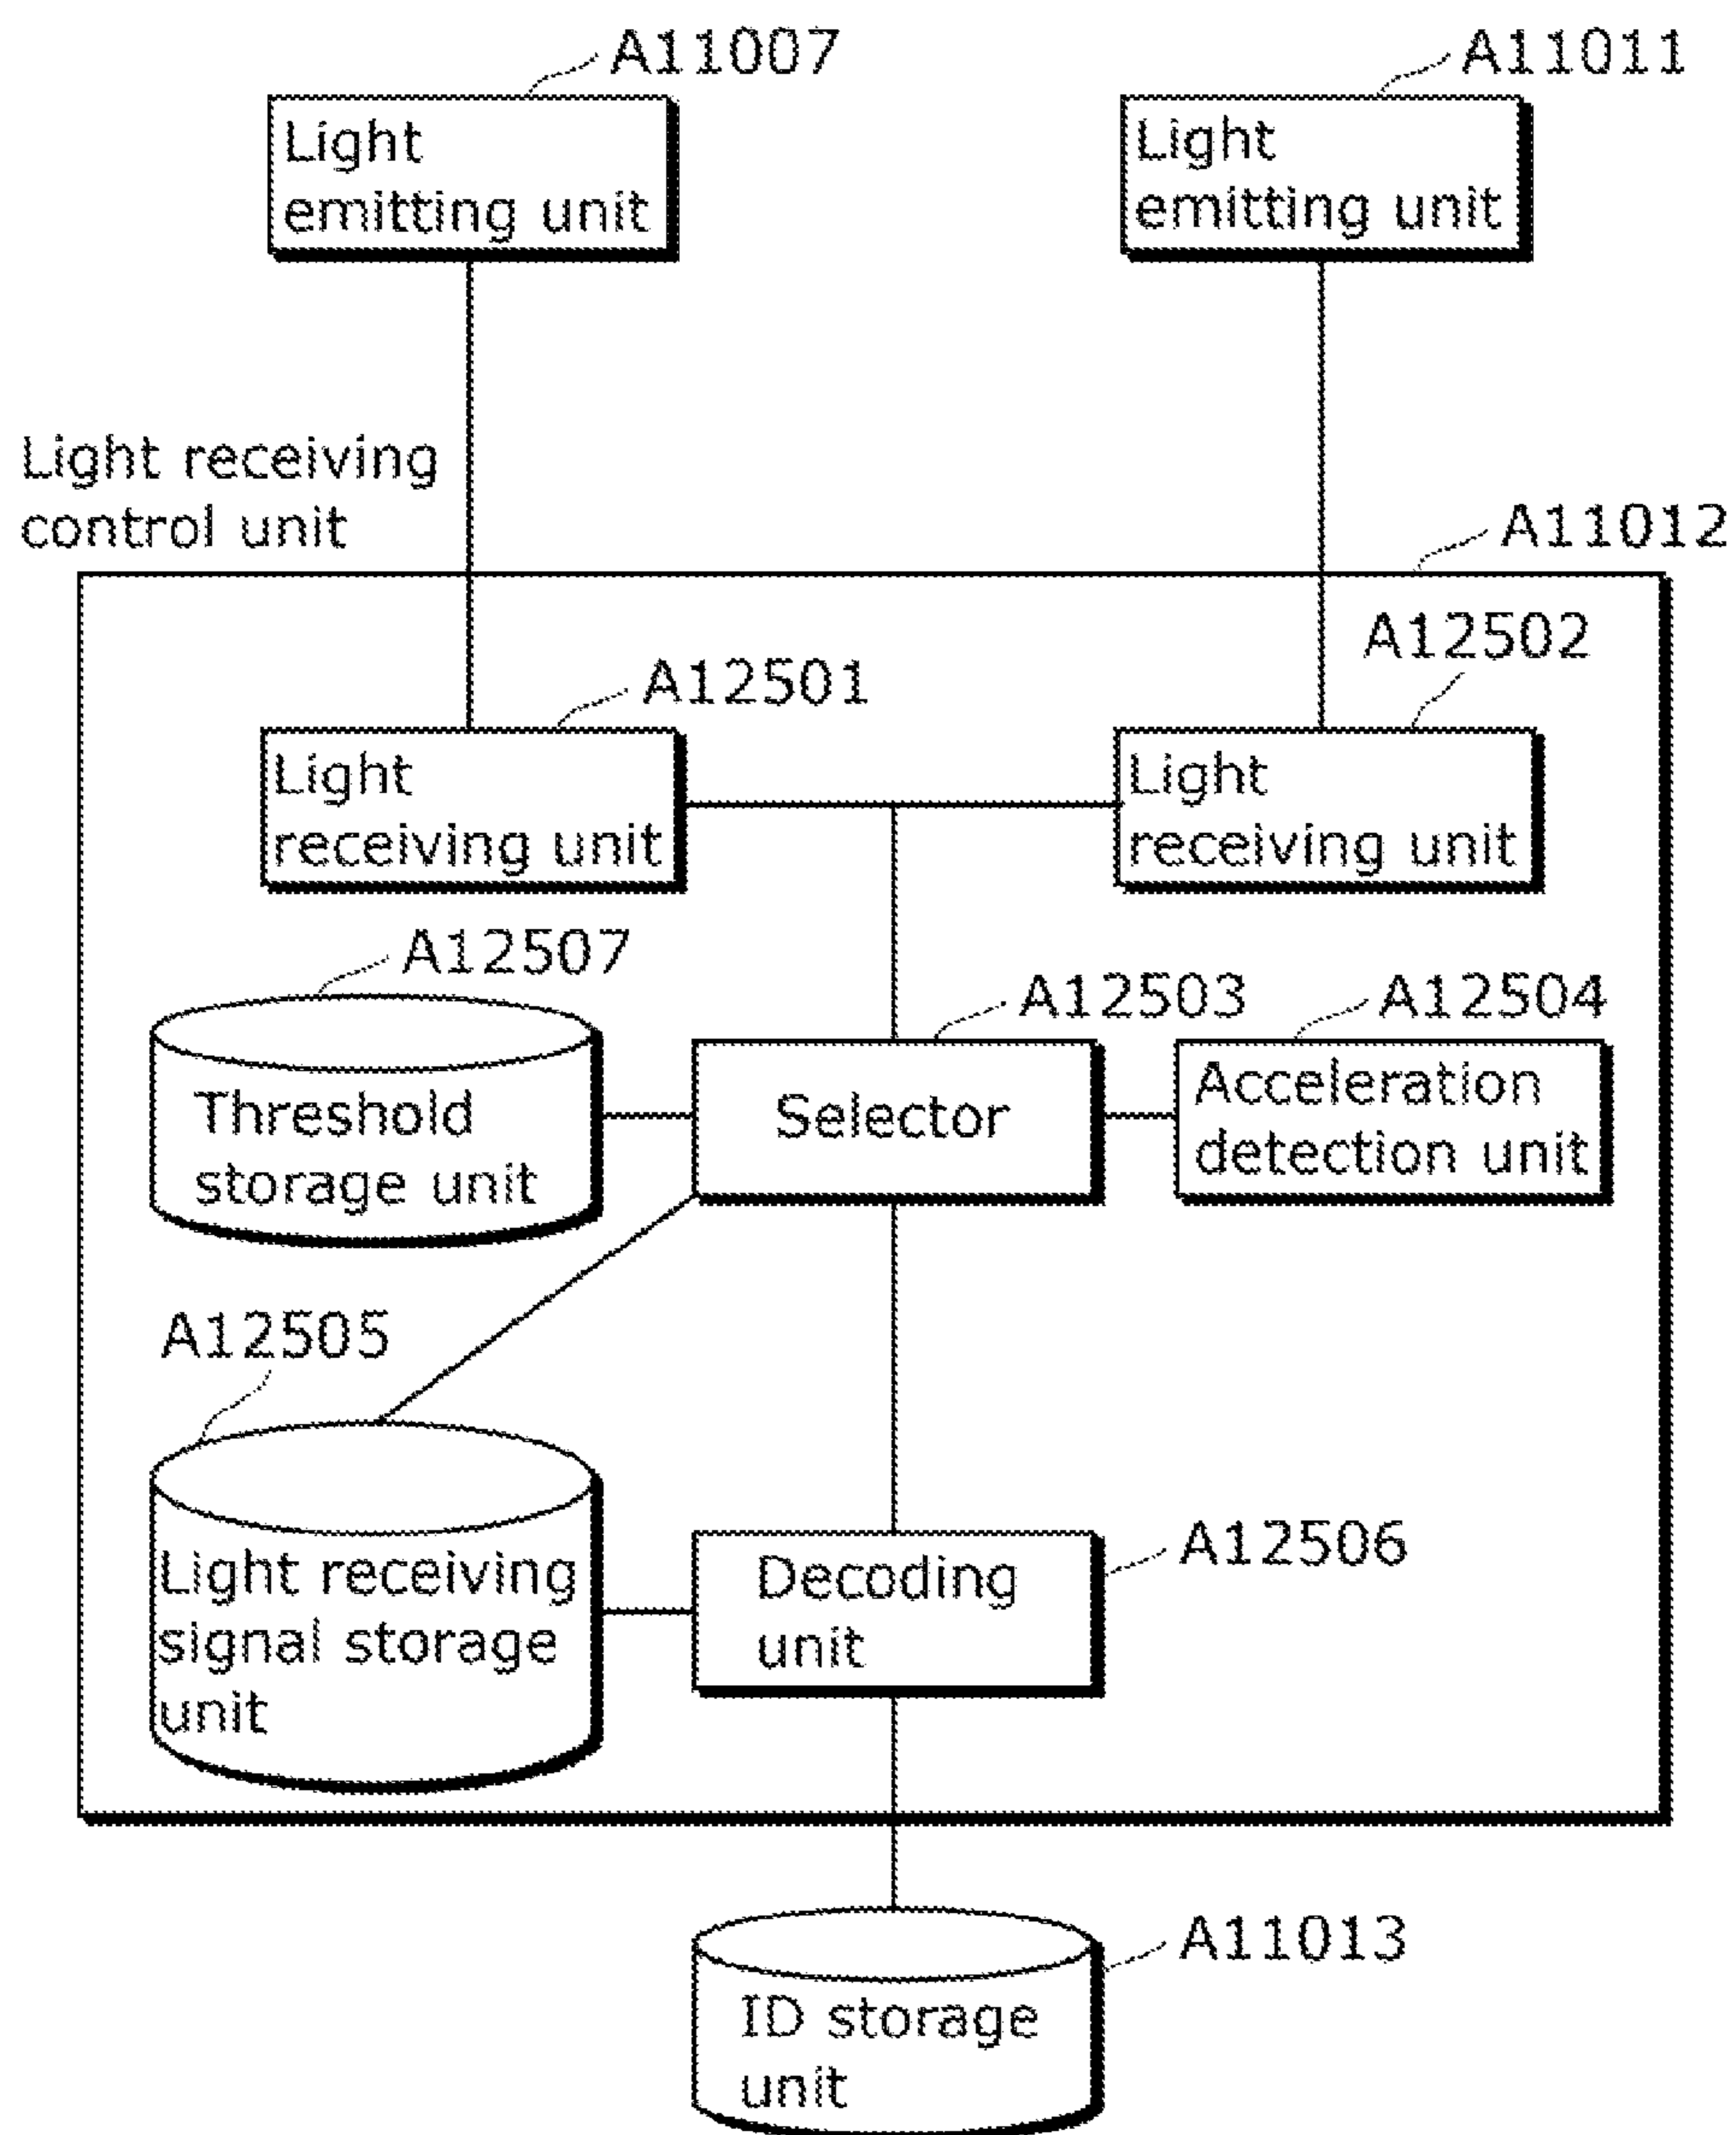 A11007
A11011
Light
emitting unit
Light
emitting unit
Light receiving
control unit
A11012
A12501
A12502
Light
receiving unit
Light
receiving unit
A12507
A12503
A12504
Threshold
storage unit
Selector
Acceleration
detection unit
A12505
A12506
Light receiving
signal storage
unit
Decoding
unit
A11013
ID storage
unit